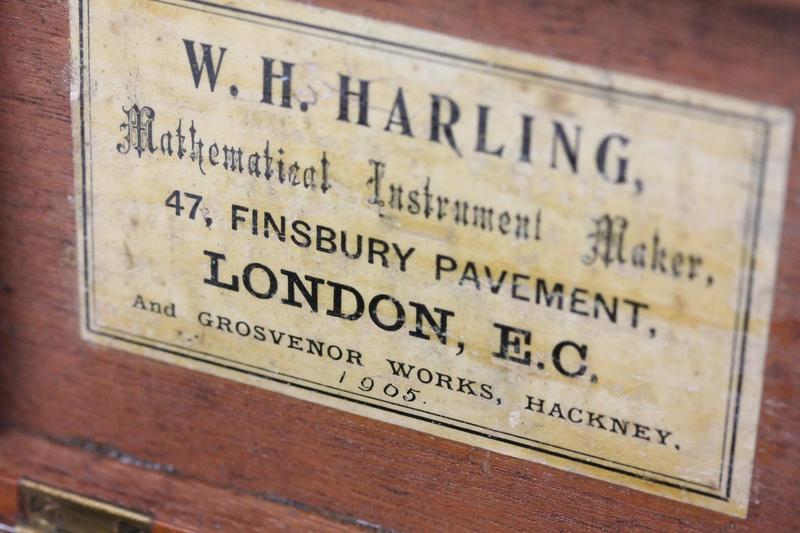 W. H. HARLING,
Mathematical Instrument Maker,
47, FINSBURY PAVEMENT,
LONDON, E.C.
And GROSVENOR WORKS, HACKNEY.
1905.